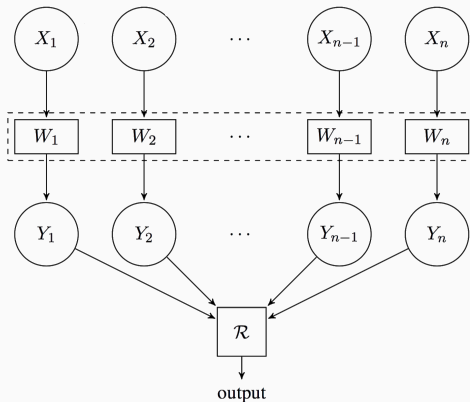 X₁ X₂ ⋯ Xₙ₋₁ Xₙ
W₁ W₂ ⋯ Wₙ₋₁ Wₙ
Y₁ Y₂ ⋯ Yₙ₋₁ Yₙ
ℛ
output